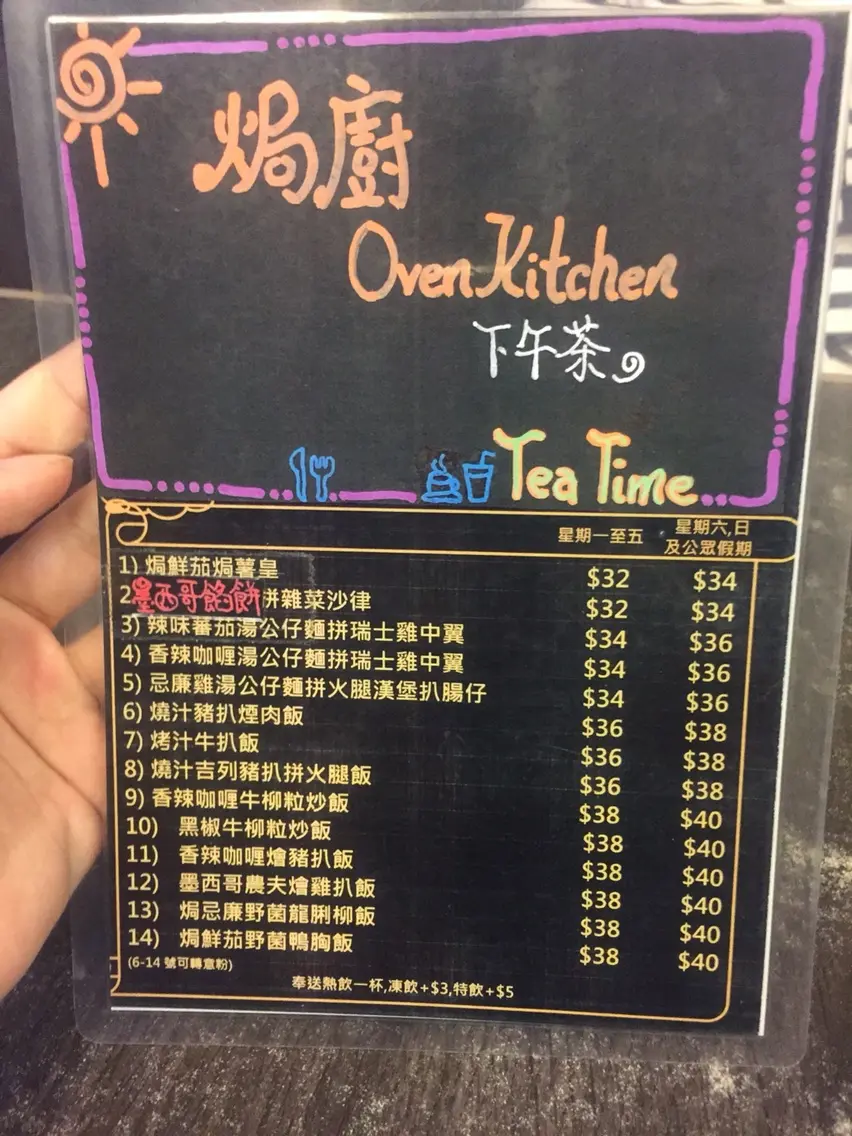 焗廚
Oven Kitchen
下午茶
Tea Time
星期一至五 星期六,日
及公眾假期
1) 焗鮮茄焗薯皇 $32 $34
2 墨西哥餡餅拼雜菜沙律 $32 $34
3) 辣味蕃茄湯公仔麵拼瑞士雞中翼 $34 $36
4) 香辣咖喱湯公仔麵拼瑞士雞中翼 $34 $36
5) 忌廉雞湯公仔麵拼火腿漢堡扒腸仔 $34 $36
6) 燒汁豬扒煙肉飯 $36 $38
7) 烤汁牛扒飯 $36 $38
8) 燒汁吉列豬扒拼火腿飯 $36 $38
9) 香辣咖喱牛柳粒炒飯 $38 $40
10) 黑椒牛柳粒炒飯 $38 $40
11) 香辣咖喱燴豬扒飯 $38 $40
12) 墨西哥農夫燴雞扒飯 $38 $40
13) 焗忌廉野菌龍脷柳飯 $38 $40
14) 焗鮮茄野菌鴨胸飯 $38 $40
(6-14 號可轉意粉)
奉送熱飲一杯,凍飲+$3,特飲+$5